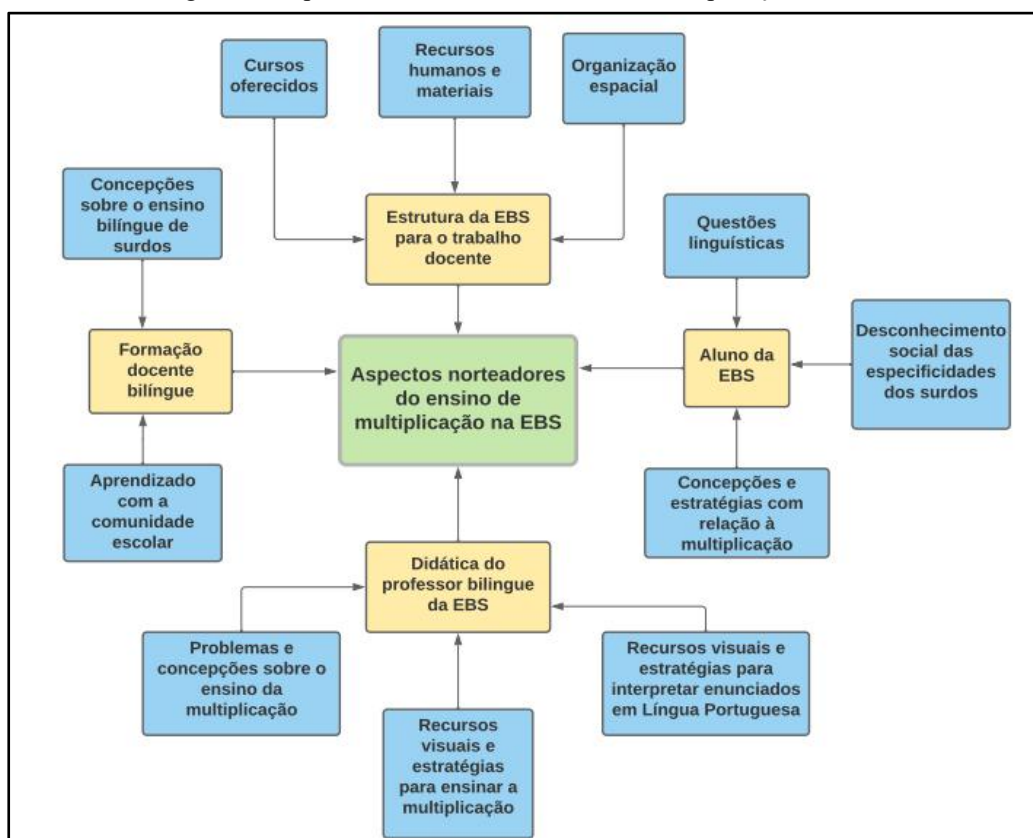 Cursos
oferecidos
Recursos
humanos e
materiais
Organização
espacial
Concepções
sobre o ensino
bilíngue de
surdos
Estrutura da EBS
para o trabalho
docente
Questões
linguísticas
Formação
docente
bilíngue
Aspectos norteadores
do ensino de
multiplicação na EBS
Aluno da
EBS
Desconhecimento
social das
especificidades
dos surdos
Aprendizado
com a
comunidade
escolar
Concepções e
estratégias com
relação à
multiplicação
Didática do
professor bilingue
da EBS
Problemas e
concepções sobre o
ensino da
multiplicação
Recursos
visuais e
estratégias
para ensinar a
multiplicação
Recursos visuais e
estratégias para
interpretar enunciados
em Língua Portuguesa